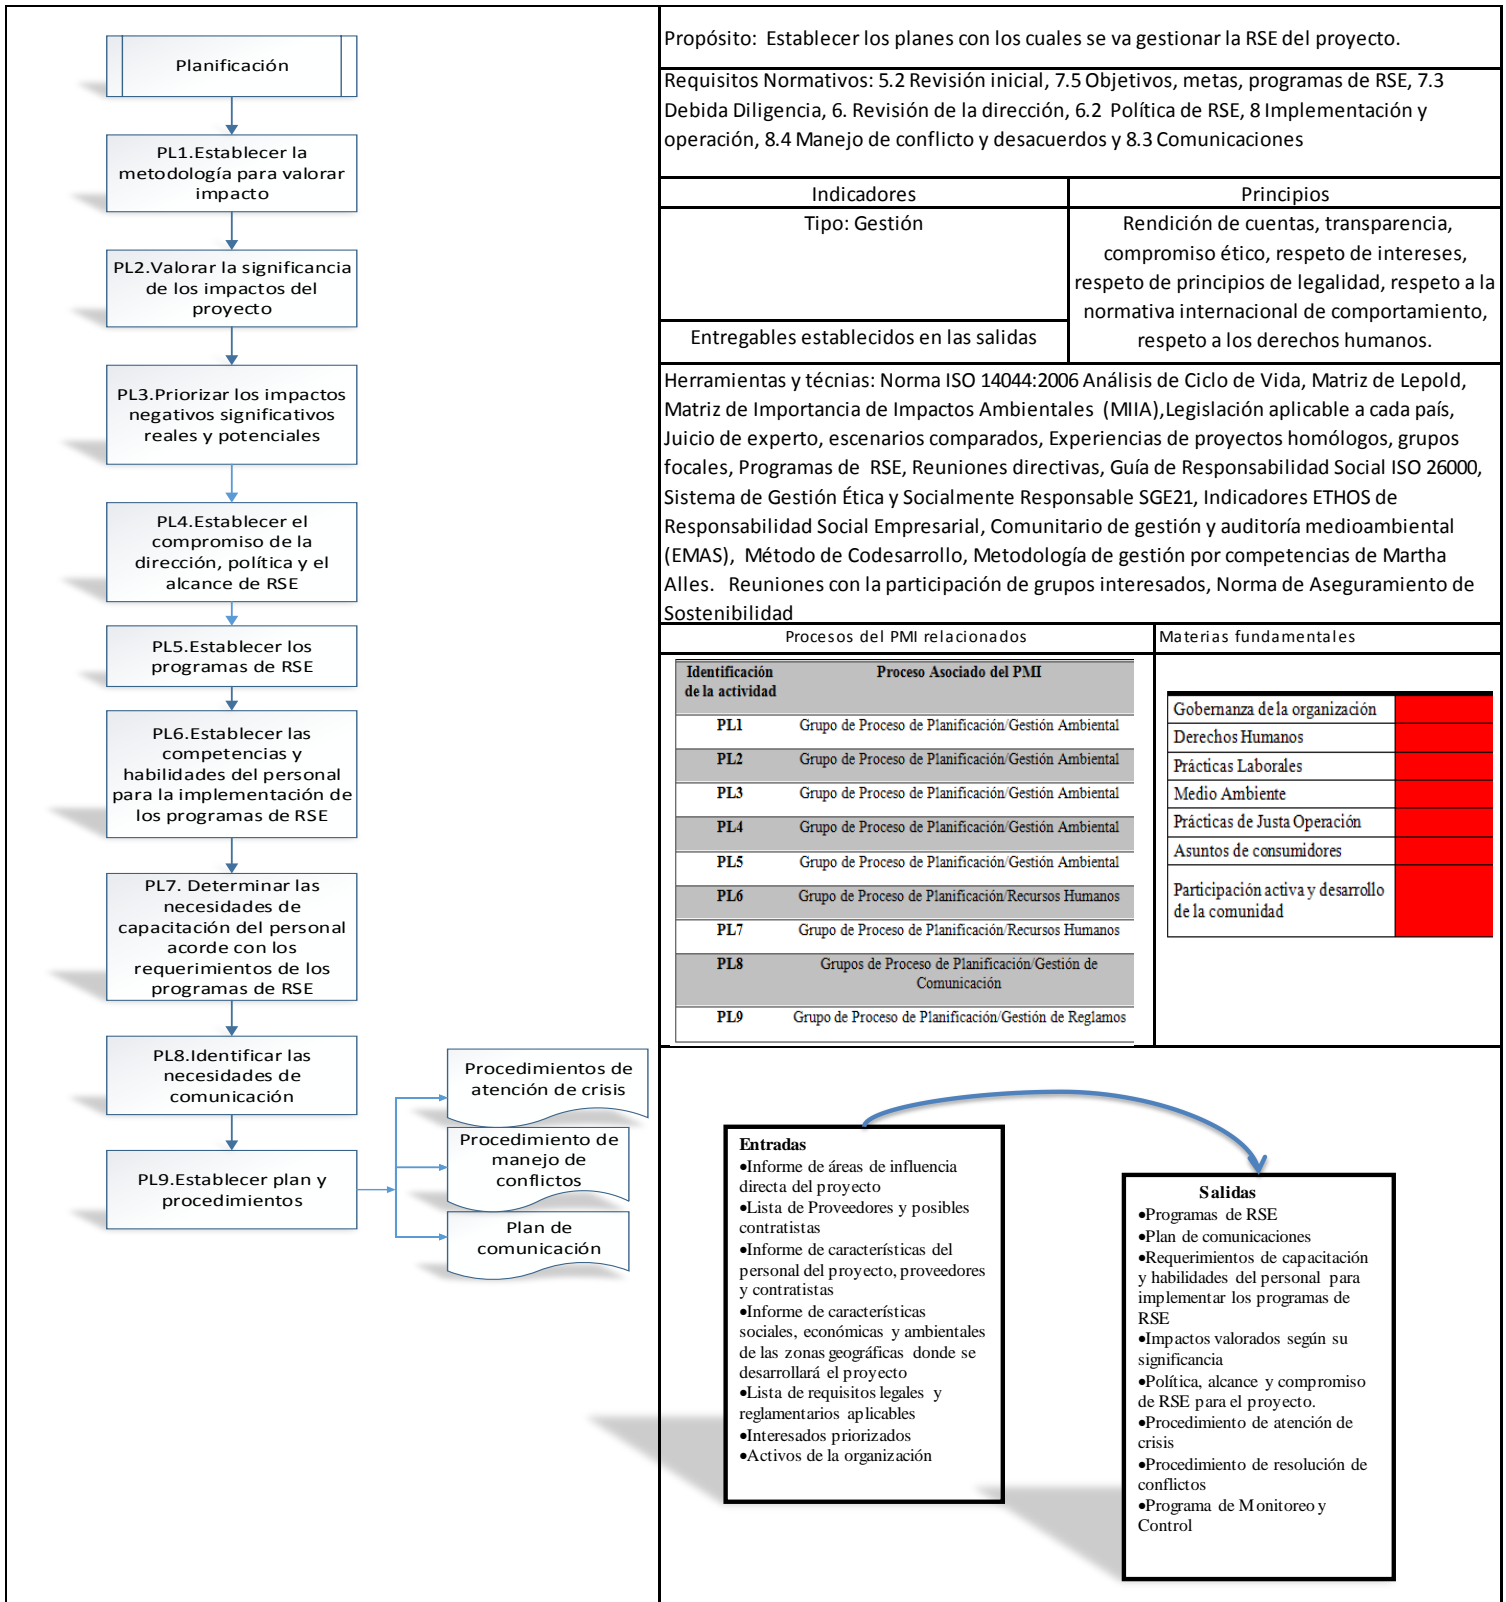 Planificación
PL1.Establecer la
metodología para valorar
impacto
PL2.Valorar la significancia
de los impactos del
proyecto
PL3.Priorizar los impactos
negativos significativos
reales y potenciales
PL4.Establecer el
compromiso de la
dirección, política y el
alcance de RSE
PL5.Establecer los
programas de RSE
PL6.Establecer las
competencias y
habilidades del personal
para la implementación de
los programas de RSE
PL7. Determinar las
necesidades de
capacitación del personal
acorde con los
requerimientos de los
programas de RSE
PL8.Identificar las
necesidades de
comunicación
PL9.Establecer plan y
procedimientos
Procedimientos de
atención de crisis
Procedimiento de
manejo de
conflictos
Plan de
comunicación
Propósito: Establecer los planes con los cuales se va gestionar la RSE del proyecto.
Requisitos Normativos: 5.2 Revisión inicial, 7.5 Objetivos, metas, programas de RSE, 7.3
Debida Diligencia, 6. Revisión de la dirección, 6.2 Política de RSE, 8 Implementación y
operación, 8.4 Manejo de conflicto y desacuerdos y 8.3 Comunicaciones
Indicadores
Tipo: Gestión
Entregables establecidos en las salidas
Principios
Rendición de cuentas, transparencia,
compromiso ético, respeto de intereses,
respeto de principios de legalidad, respeto a la
normativa internacional de comportamiento,
respeto a los derechos humanos.
Herramientas y técnias: Norma ISO 14044:2006 Análisis de Ciclo de Vida, Matriz de Lepold,
Matriz de Importancia de Impactos Ambientales (MIIA),Legislación aplicable a cada país,
Juicio de experto, escenarios comparados, Experiencias de proyectos homólogos, grupos
focales, Programas de RSE, Reuniones directivas, Guía de Responsabilidad Social ISO 26000,
Sistema de Gestión Ética y Socialmente Responsable SGE21, Indicadores ETHOS de
Responsabilidad Social Empresarial, Comunitario de gestión y auditoría medioambiental
(EMAS), Método de Codesarrollo, Metodología de gestión por competencias de Martha
Alles. Reuniones con la participación de grupos interesados, Norma de Aseguramiento de
Sostenibilidad
Procesos del PMI relacionados
Identificación Proceso Asociado del PMI
de la actividad
PL1 Grupo de Proceso de Planificación/Gestión Ambiental
PL2 Grupo de Proceso de Planificación/Gestión Ambiental
PL3 Grupo de Proceso de Planificación/Gestión Ambiental
PL4 Grupo de Proceso de Planificación/Gestión Ambiental
PL5 Grupo de Proceso de Planificación/Gestión Ambiental
PL6 Grupo de Proceso de Planificación/Recursos Humanos
PL7 Grupo de Proceso de Planificación/Recursos Humanos
PL8 Grupos de Proceso de Planificación/Gestión de
Comunicación
PL9 Grupo de Proceso de Planificación/Gestión de Reglamos
Materias fundamentales
Gobernanza de la organización
Derechos Humanos
Prácticas Laborales
Medio Ambiente
Prácticas de Justa Operación
Asuntos de consumidores
Participación activa y desarrollo
de la comunidad
Entradas
•Informe de áreas de influencia
directa del proyecto
•Lista de Proveedores y posibles
contratistas
•Informe de características del
personal del proyecto, proveedores
y contratistas
•Informe de características
sociales, económicas y ambientales
de las zonas geográficas donde se
desarrollará el proyecto
•Lista de requisitos legales y
reglamentarios aplicables
•Interesados priorizados
•Activos de la organización
Salidas
•Programas de RSE
•Plan de comunicaciones
•Requerimientos de capacitación
y habilidades del personal para
implementar los programas de
RSE
•Impactos valorados según su
significancia
•Política, alcance y compromiso
de RSE para el proyecto.
•Procedimiento de atención de
crisis
•Procedimiento de resolución de
conflictos
•Programa de Monitoreo y
Control